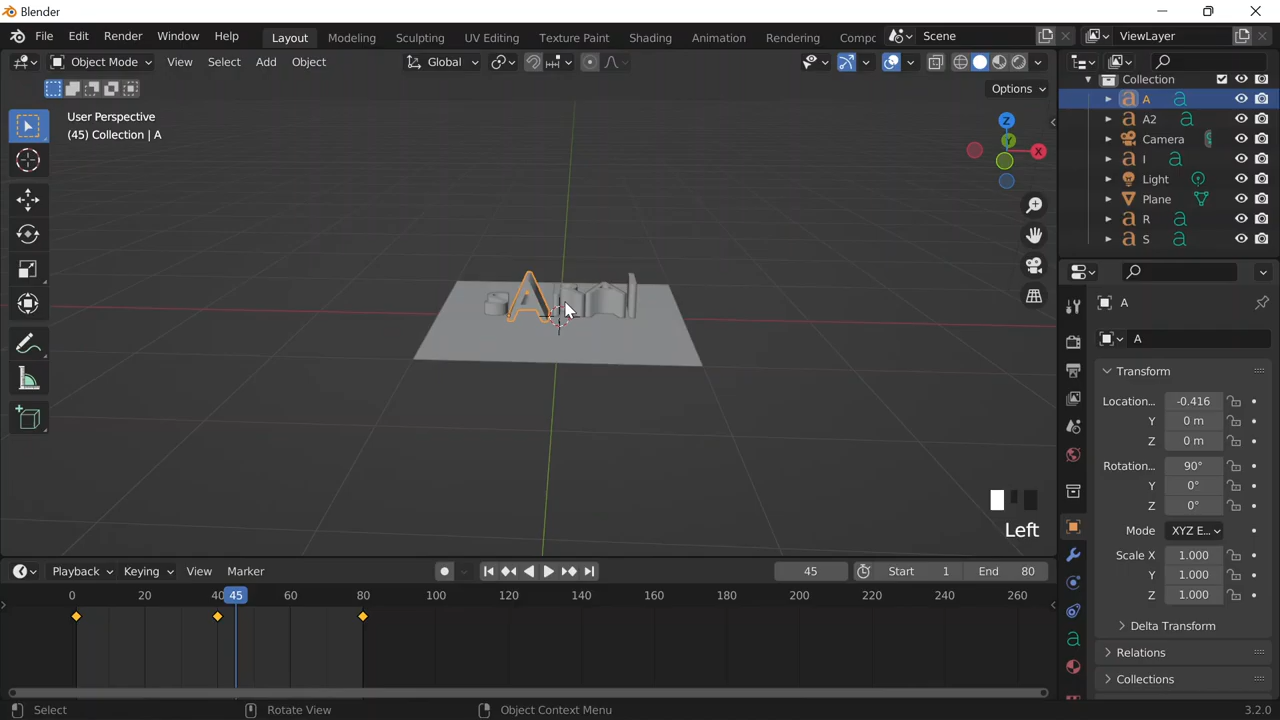 Blender
File Edit Render Window Help Layout Modeling Sculpting UV Editing Texture Paint Shading Animation Rendering Compc Scene ViewLayer
Object Mode View Select Add Object Global
Options
User Perspective
(45) Collection | A
Z
X
Y
Collection
A
A2
Camera
I
Light
Plane
R
S
A
A
Transform
Location... -0.416
Y 0 m
Z 0 m
Rotation... 90°
Y 0°
Z 0°
Mode XYZ E...
Scale X 1.000
Y 1.000
Z 1.000
Delta Transform
Relations
Collections
Left
Playback Keying View Marker 45 Start 1 End 80
0 20 40 45 60 80 100 120 140 160 180 200 220 240 260
Select Rotate View Object Context Menu 3.2.0